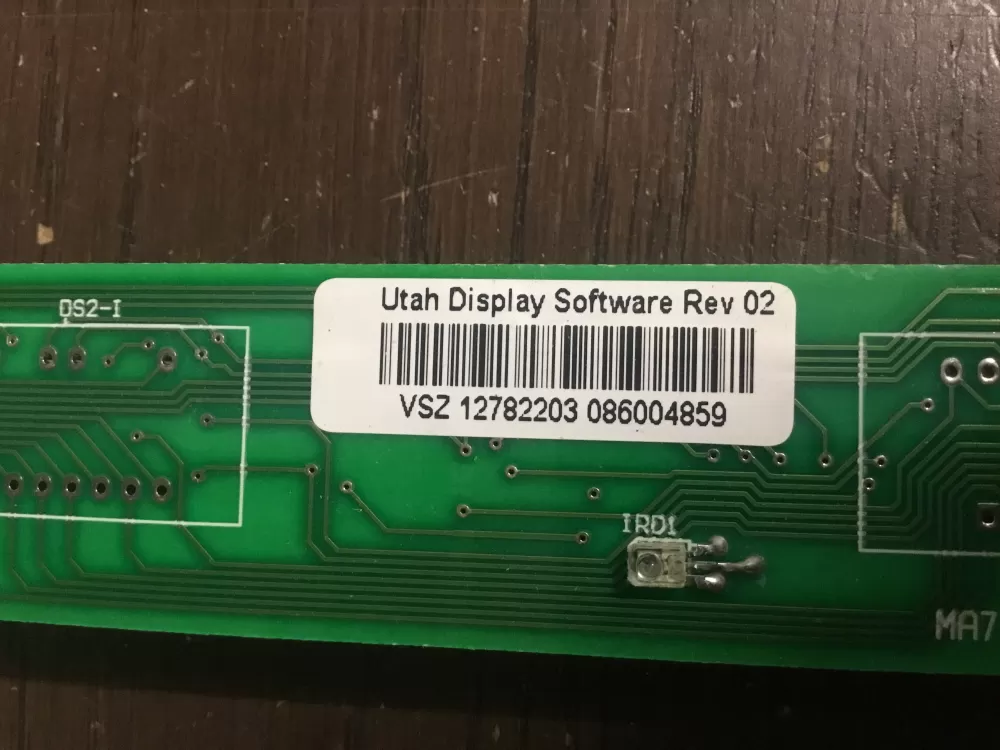 DS2-I
Utah Display Software Rev 02
VSZ 12782203 086004859
IRD1
MA7